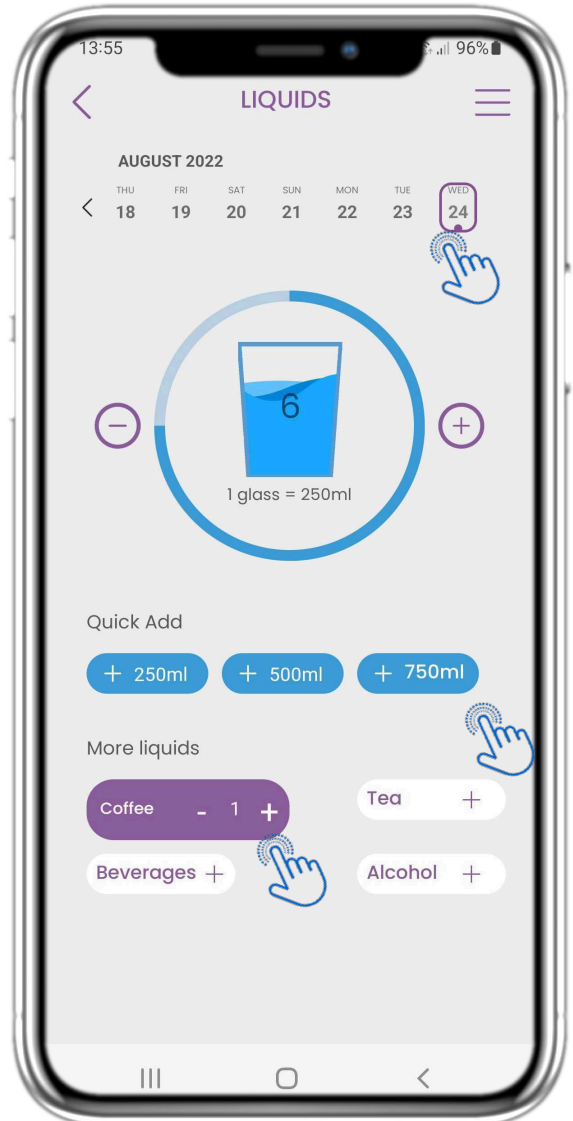 13:55 96%
LIQUIDS
AUGUST 2022
THU FRI SAT SUN MON TUE WED
18 19 20 21 22 23 24
6
1 glass = 250ml
Quick Add
+ 250ml + 500ml + 750ml
More liquids
Coffee - 1 + Tea +
Beverages + Alcohol +